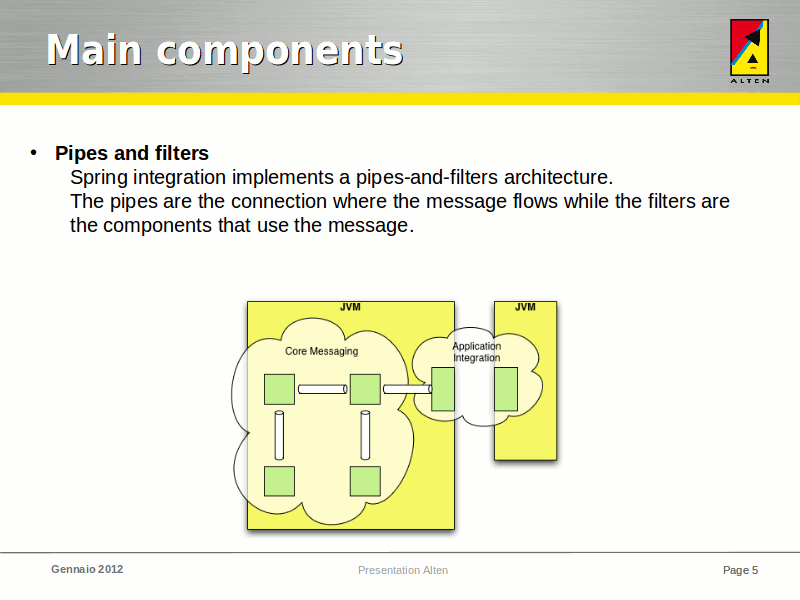 Main components
ALTEN
• Pipes and filters
Spring integration implements a pipes-and-filters architecture.
The pipes are the connection where the message flows while the filters are
the components that use the message.
JVM
JVM
Core Messaging
Application
Integration
Gennaio 2012
Presentation Alten
Page 5